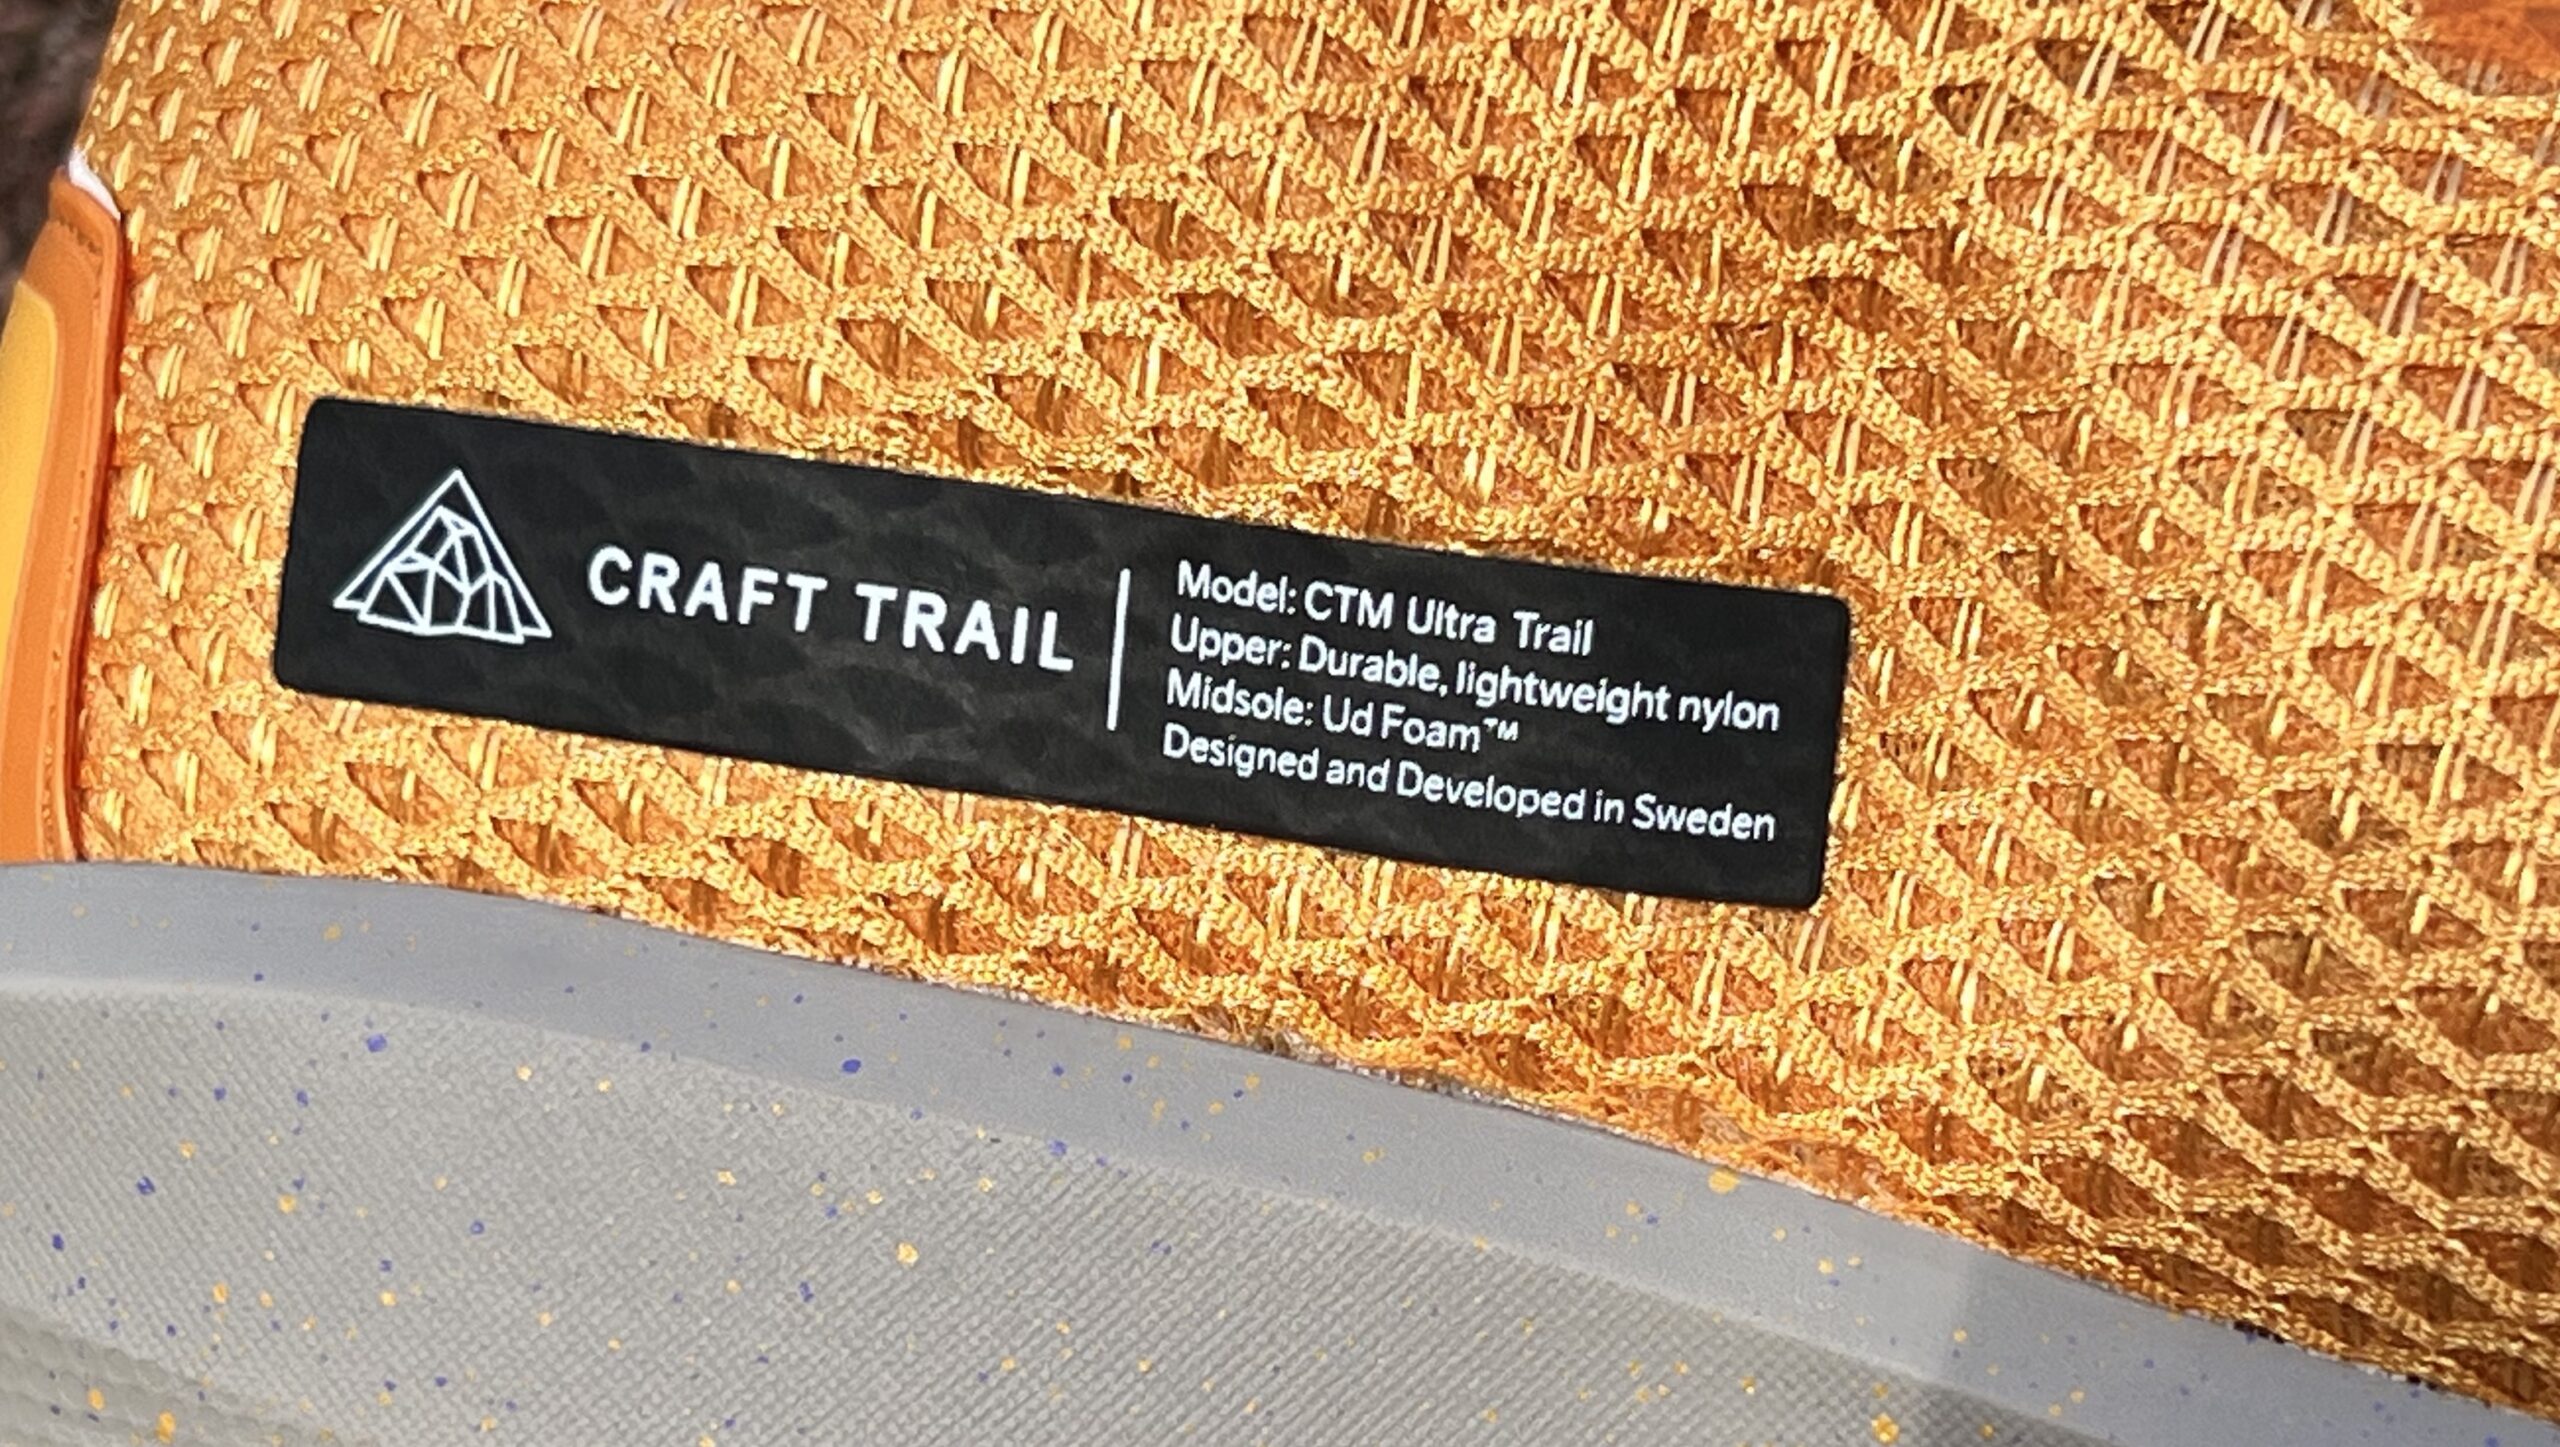 CRAFT TRAIL
Model: CTM Ultra Trail
Upper: Durable, lightweight nylon
Midsole: Ud Foam™
Designed and Developed in Sweden